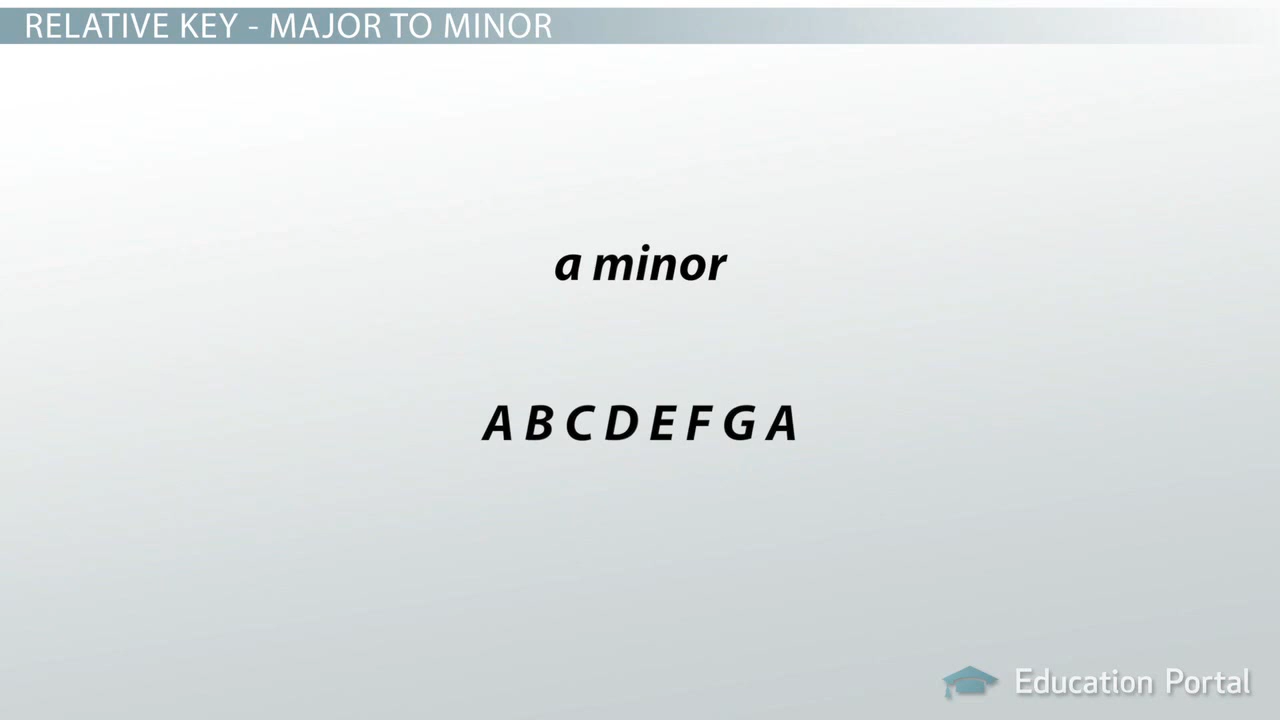 RELATIVE KEY - MAJOR TO MINOR
a minor
A B C D E F G A
Education Portal